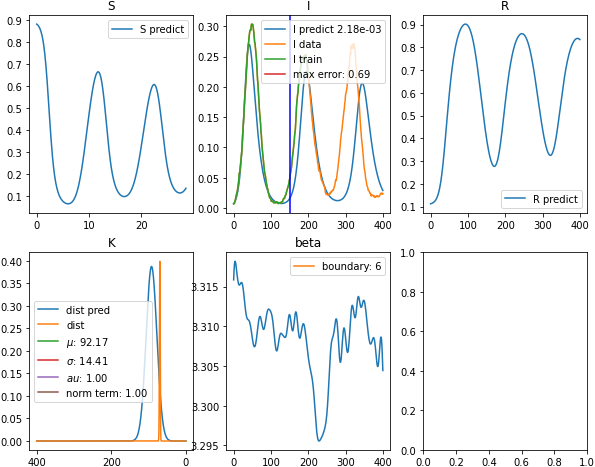 S
0.9
0.8
0.7
0.6
0.5
0.4
0.3
0.2
0.1
0 10 20
S predict
I
0.30
0.25
0.20
0.15
0.10
0.05
0.00
0 100 200 300 400
I predict 2.18e-03
I data
I train
max error: 0.69
R
0.9
0.8
0.7
0.6
0.5
0.4
0.3
0.2
0.1
0 100 200 300 400
R predict
K
0.40
0.35
0.30
0.25
0.20
0.15
0.10
0.05
0.00
400 200 0
dist pred
dist
μ: 92.17
σ: 14.41
au: 1.00
norm term: 1.00
beta
3.315
3.310
3.305
3.300
3.295
0 100 200 300 400
boundary: 6
1.0
0.8
0.6
0.4
0.2
0.0
0.0 0.2 0.4 0.6 0.8 1.0